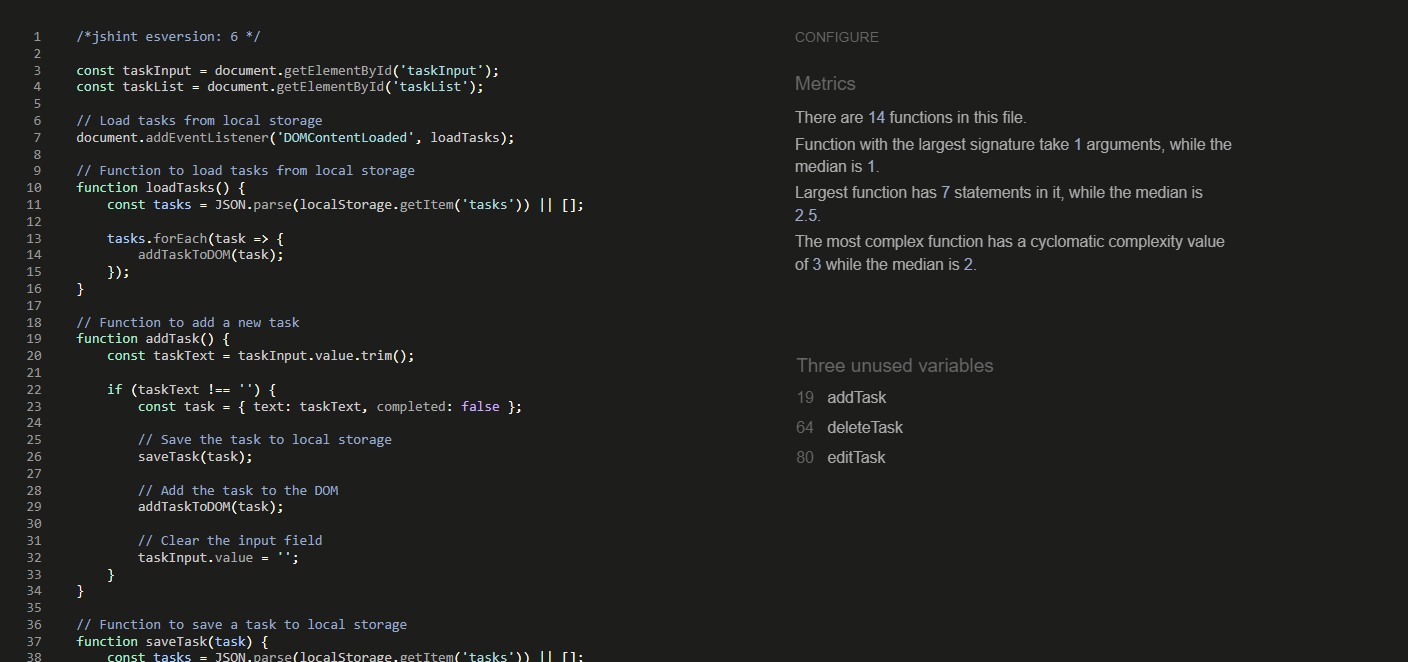 1 /*jshint esversion: 6 */
2
3 const taskInput = document.getElementById('taskInput');
4 const taskList = document.getElementById('taskList');
5
6 // Load tasks from local storage
7 document.addEventListener('DOMContentLoaded', loadTasks);
8
9 // Function to load tasks from local storage
10 function loadTasks() {
11     const tasks = JSON.parse(localStorage.getItem('tasks')) || [];
12
13     tasks.forEach(task => {
14         addTaskToDOM(task);
15     });
16 }
17
18 // Function to add a new task
19 function addTask() {
20     const taskText = taskInput.value.trim();
21
22     if (taskText !== '') {
23         const task = { text: taskText, completed: false };
24
25         // Save the task to local storage
26         saveTask(task);
27
28         // Add the task to the DOM
29         addTaskToDOM(task);
30
31         // Clear the input field
32         taskInput.value = '';
33     }
34 }
35
36 // Function to save a task to local storage
37 function saveTask(task) {
38     const tasks = JSON.parse(localStorage.getItem('tasks')) || [];
CONFIGURE
Metrics
There are 14 functions in this file.
Function with the largest signature take 1 arguments, while the
median is 1.
Largest function has 7 statements in it, while the median is
2.5.
The most complex function has a cyclomatic complexity value
of 3 while the median is 2.
Three unused variables
19 addTask
64 deleteTask
80 editTask